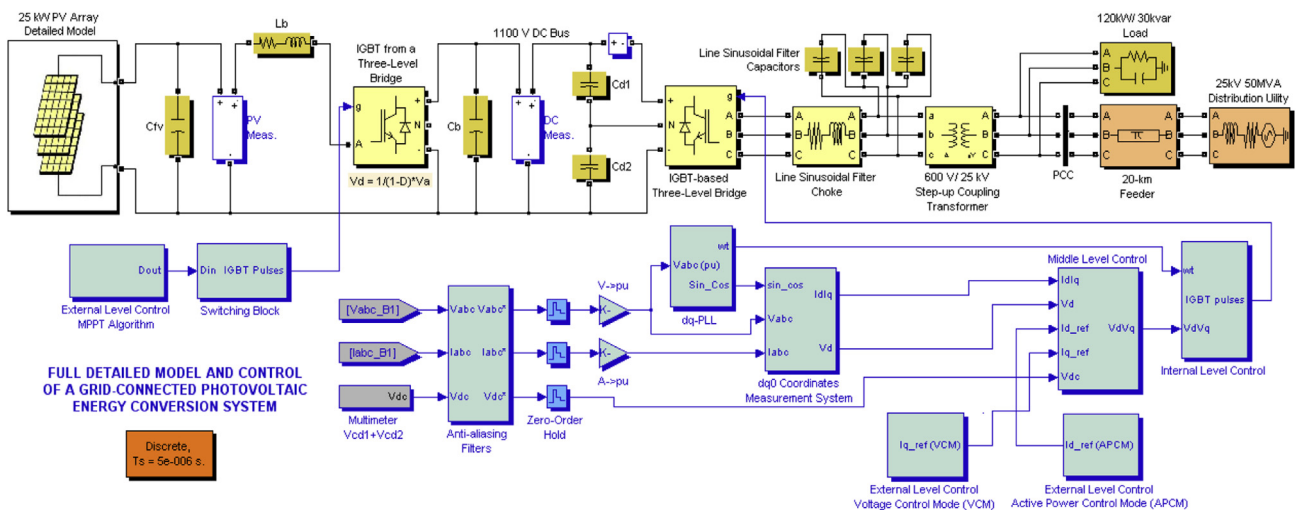 25 kW PV Array
Detailed Model
Cfv
PV
Meas.
Lb
IGBT from a
Three-Level
Bridge
g
A
+
N
-
Vd = 1/(1-D)*Va
1100 V DC Bus
Cb
DC
Meas.
Cd1
Cd2
g
+
N
-
A
B
C
IGBT-based
Three-Level Bridge
Line Sinusoidal Filter
Capacitors
A
B
C
A
B
C
Line Sinusoidal Filter
Choke
a
b
c
A
B
C
600 V/ 25 kV
Step-up Coupling
Transformer
120kW/ 30kvar
Load
A
B
C
PCC
A
B
C
A
B
C
20-km
Feeder
25kV 50MVA
Distribution Uility
A
B
C
Dout
External Level Control
MPPT Algorithm
Din IGBT Pulses
Switching Block
FULL DETAILED MODEL AND CONTROL
OF A GRID-CONNECTED PHOTOVOLTAIC
ENERGY CONVERSION SYSTEM
Discrete,
Ts = 5e-006 s.
[Vabc_B1]
[Iabc_B1]
Vdc
Multimeter
Vcd1+Vcd2
Vabc Vabc"
Iabc Iabc"
Vdc Vdc"
Anti-aliasing
Filters
Zero-Order
Hold
V->pu
K-
K-
A->pu
wt
Vabc(pu)
Sin_Cos
dq-PLL
sin_cos
IdIq
Vabc
Vd
Iabc
dq0 Coordinates
Measurement System
Middle Level Control
IdIq
Vd
Id_ref
VdVq
Iq_ref
Vdc
wt
IGBT pulses
VdVq
Internal Level Control
Iq_ref(VCM)
External Level Control
Voltage Control Mode (VCM)
Id_ref(APCM)
External Level Control
Active Power Control Mode (APCM)